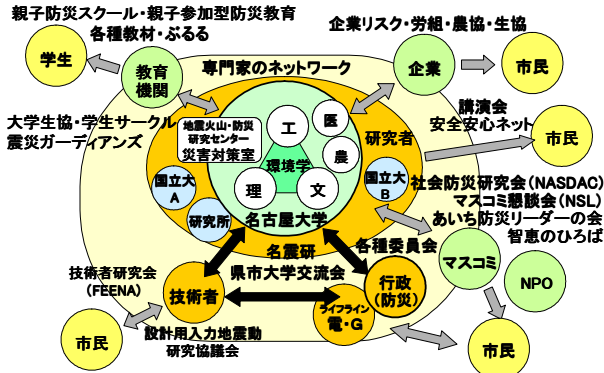 親子防災スクール・親子参加型防災教育
各種教材・ぶるる
企業リスク・労組・農協・生協
学生
教育
機関
専門家のネットワーク
企業
市民
大学生協・学生サークル
震災ガーディアンズ
地震火山・防災
研究センター
災害対策室
工
医
農
環境学
理
文
研究者
講演会
安全安心ネット
市民
国立大
A
研究所
名古屋大学
国立大
B
社会防災研究会(NASDAC)
マスコミ懇談会(NSL)
あいち防災リーダーの会
智恵のひろば
名震研
各種委員会
県市大学交流会
マスコミ
NPO
技術者研究会
(FEENA)
技術者
行政
(防災)
ライフライン
電・G
市民
設計用入力地震動
研究協議会
市民